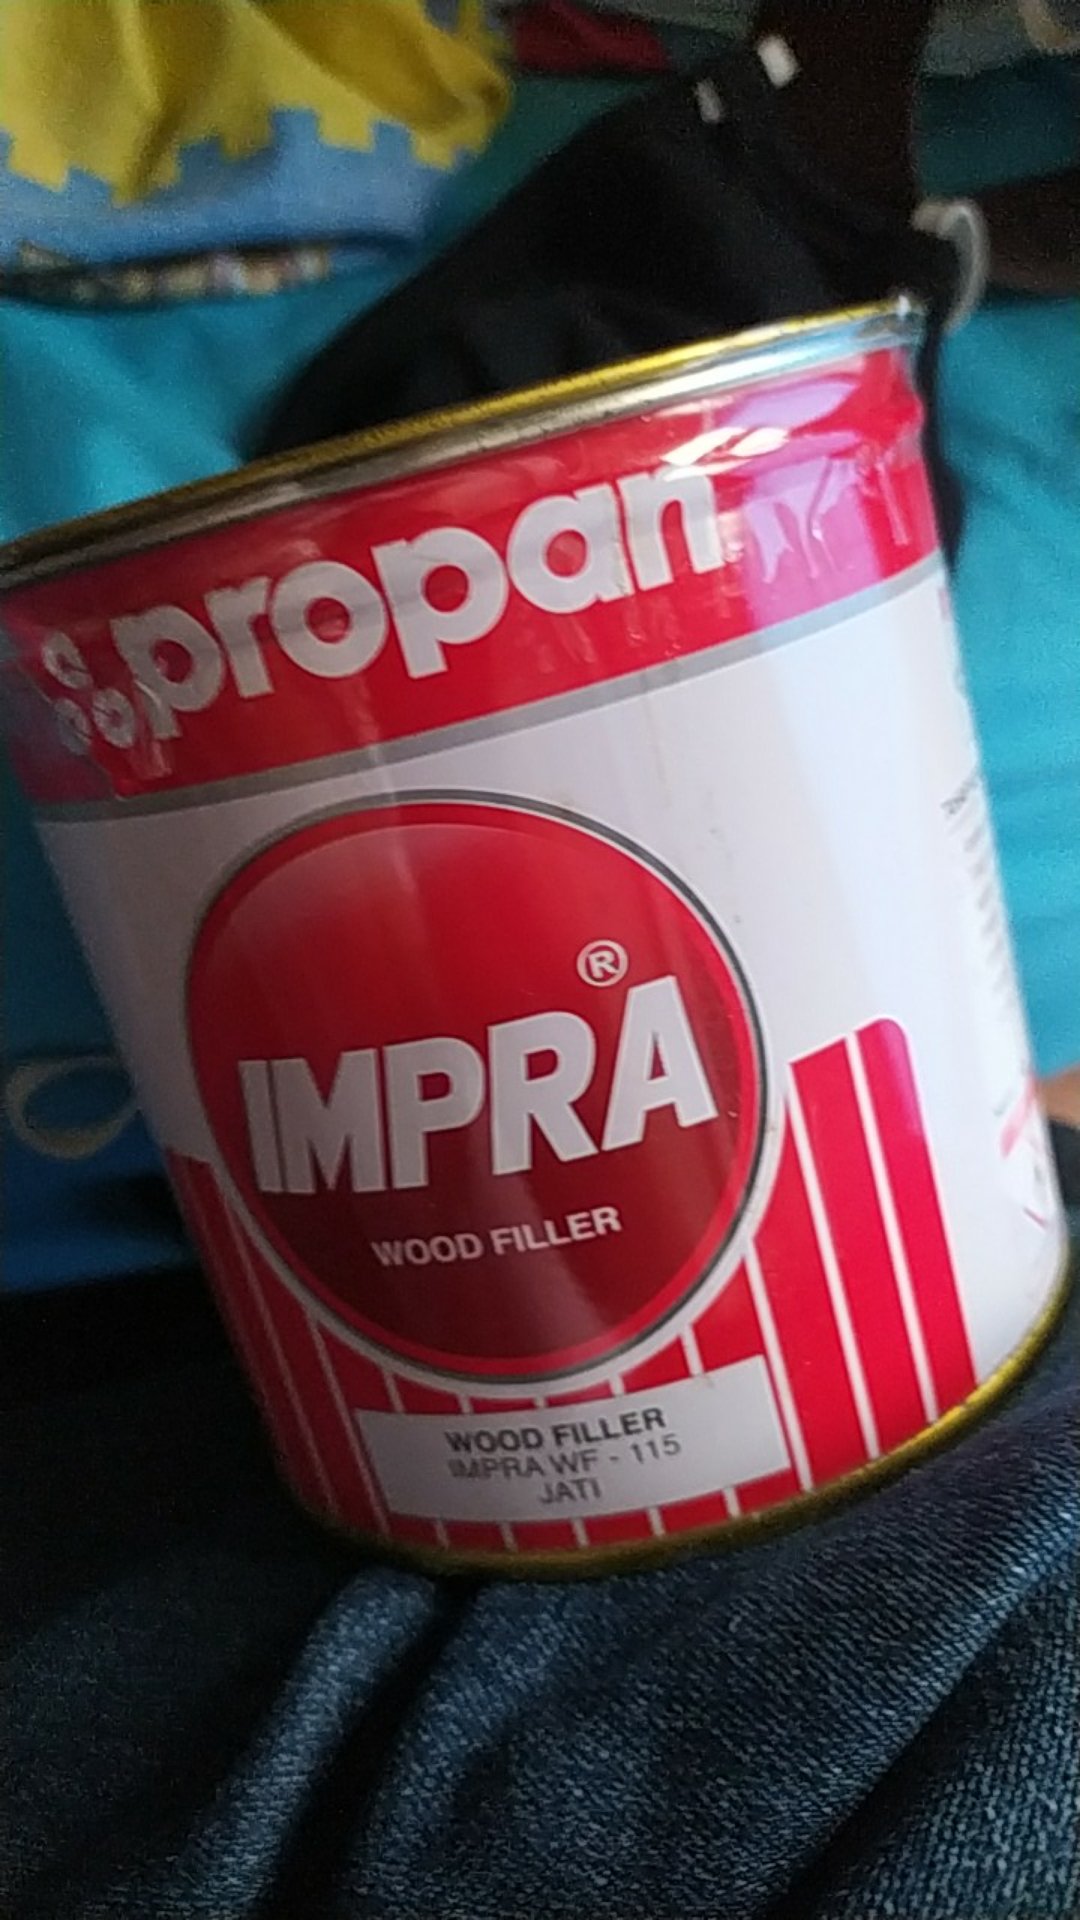 propan
IMPRA®
WOOD FILLER
WOOD FILLER
IMPRA WF - 115
JATI